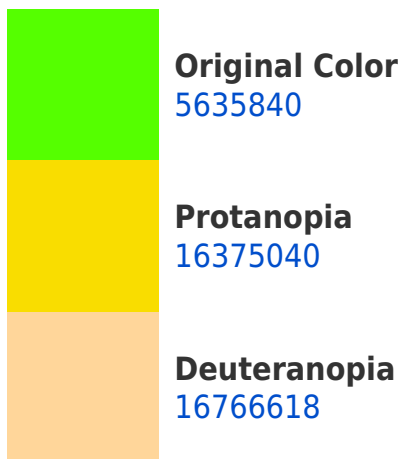 Original Color
5635840
Protanopia
16375040
Deuteranopia
16766618